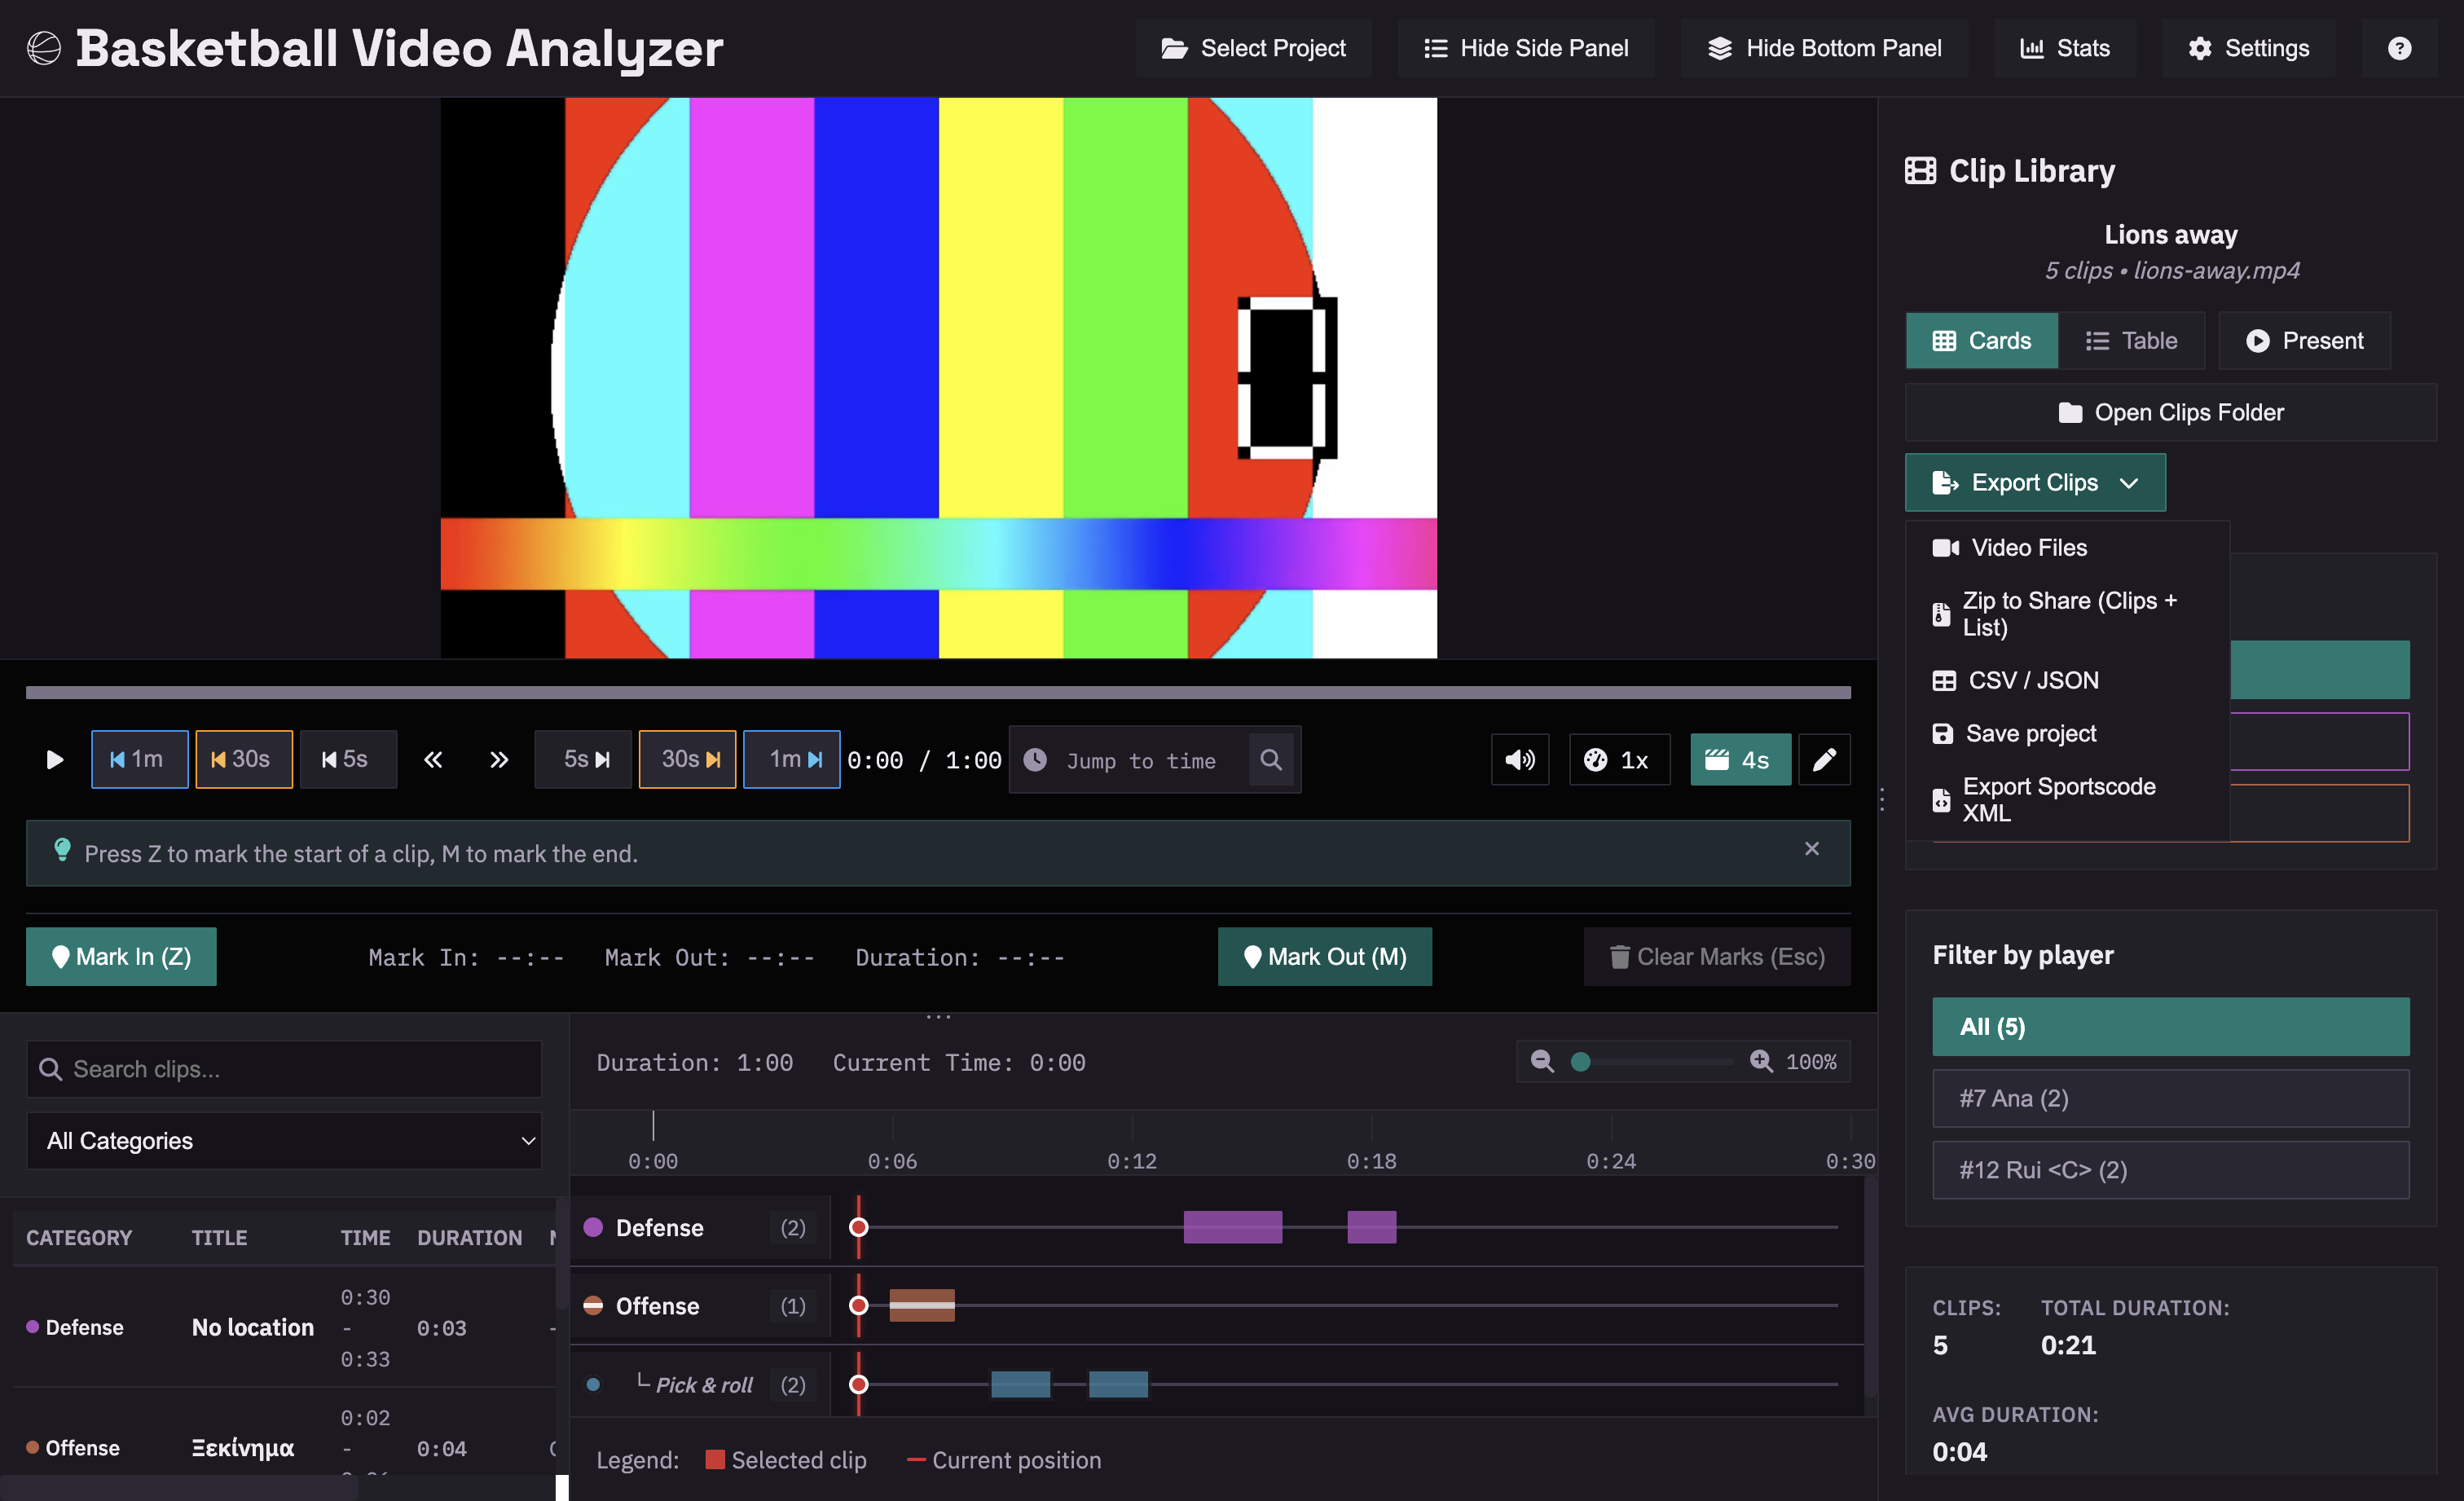 Basketball Video Analyzer
Select Project
Hide Side Panel
Hide Bottom Panel
Stats
Settings
?
Clip Library
Lions away
5 clips • lions-away.mp4
Cards
Table
Present
Open Clips Folder
Export Clips
Video Files
Zip to Share (Clips +
List)
CSV / JSON
Save project
Export Sportscode
XML
1m
30s
5s
5s
30s
1m
0:00 / 1:00
Jump to time
1x
4s
Press Z to mark the start of a clip, M to mark the end.
Mark In (Z)
Mark In: --:--
Mark Out: --:--
Duration: --:--
Mark Out (M)
Clear Marks (Esc)
Filter by player
All (5)
#7 Ana (2)
#12 Rui <C> (2)
CLIPS:
5
TOTAL DURATION:
0:21
AVG DURATION:
0:04
Search clips...
All Categories
CATEGORY
TITLE
TIME
DURATION
Defense
No location
0:30
-
0:33
0:03
-
Offense
Ξεκίνημα
0:02
-
0:04
Duration: 1:00
Current Time: 0:00
100%
0:00
0:06
0:12
0:18
0:24
0:30
Defense
(2)
Offense
(1)
Pick & roll
(2)
Legend:
Selected clip
Current position